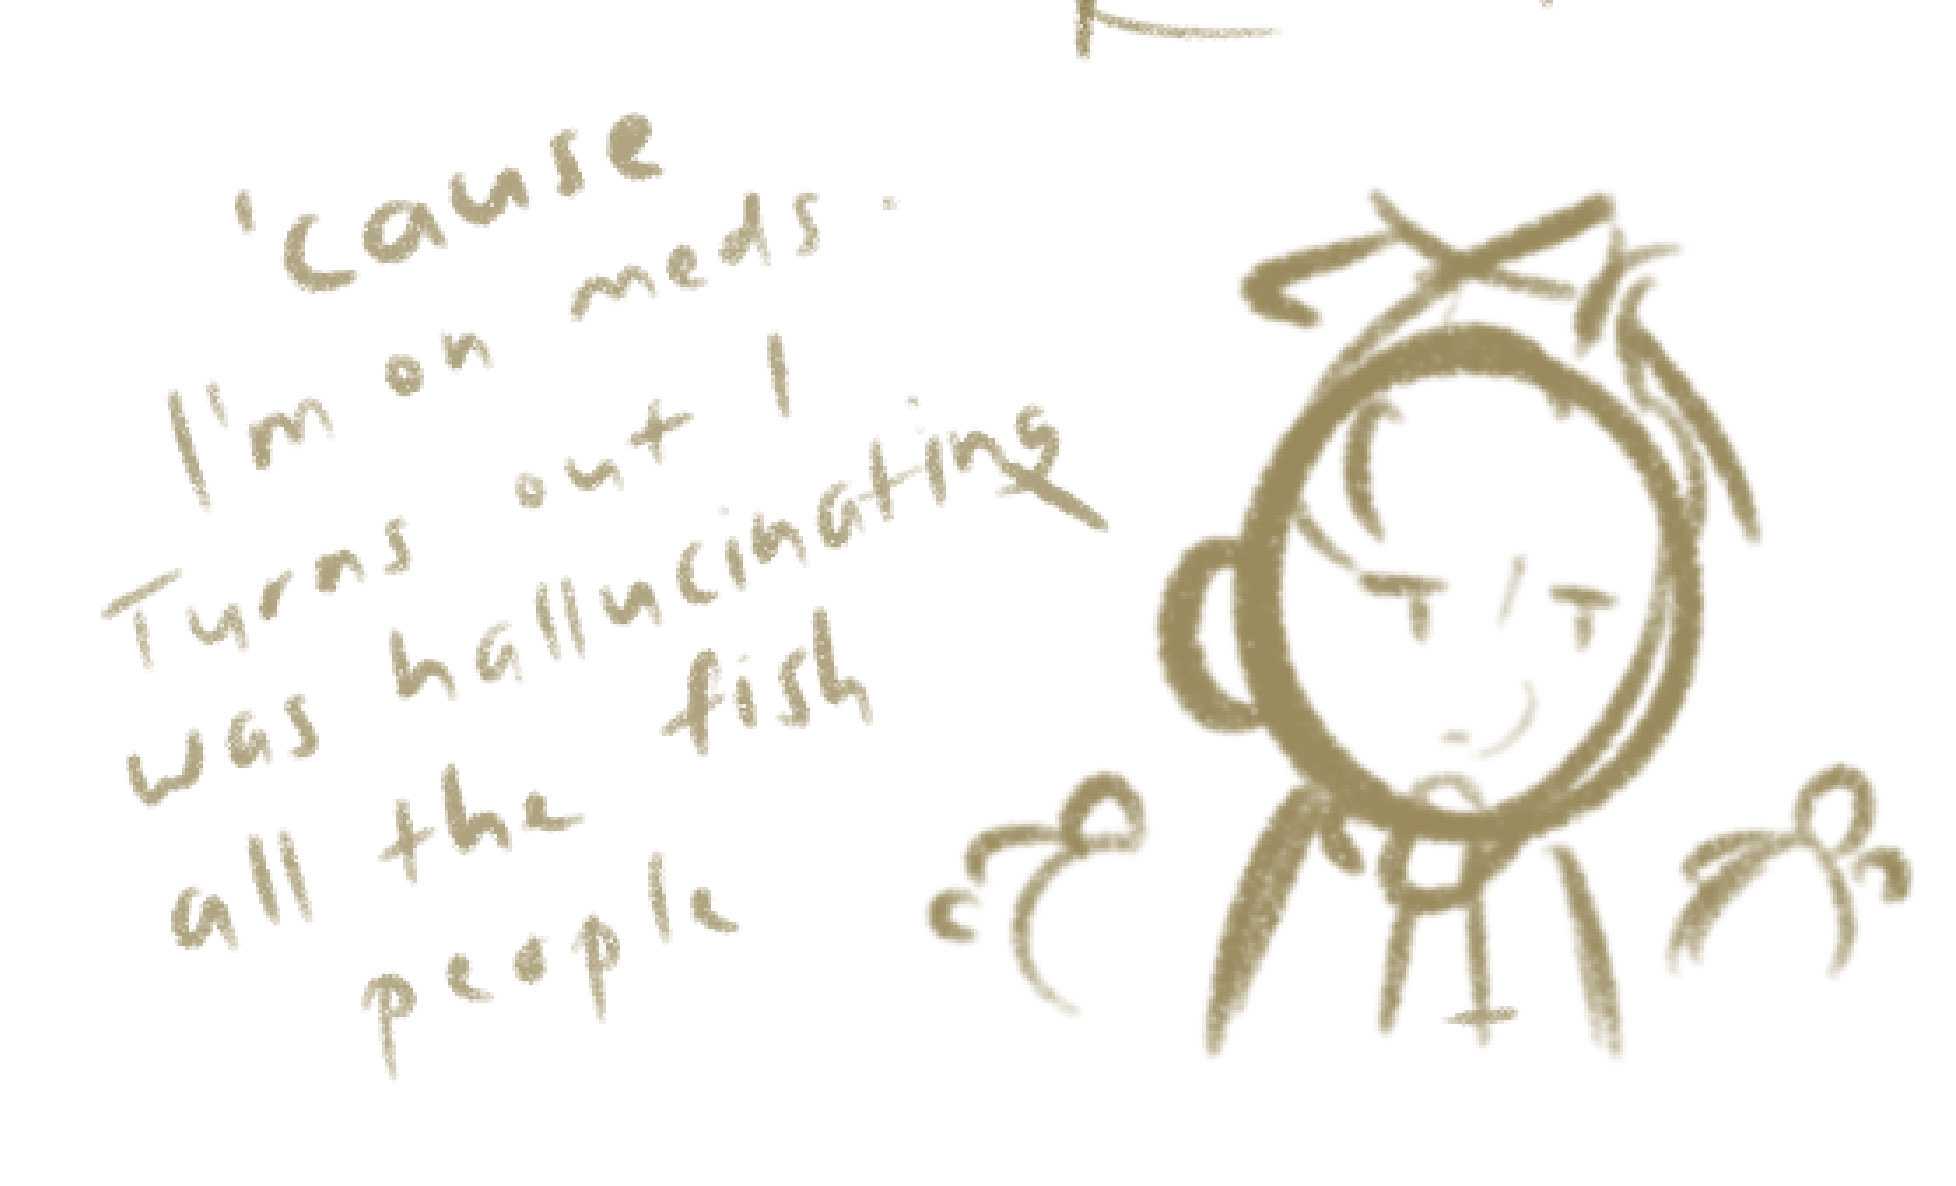 'cause
I'm on meds.
Turns out I
was hallucinating
all the fish
people